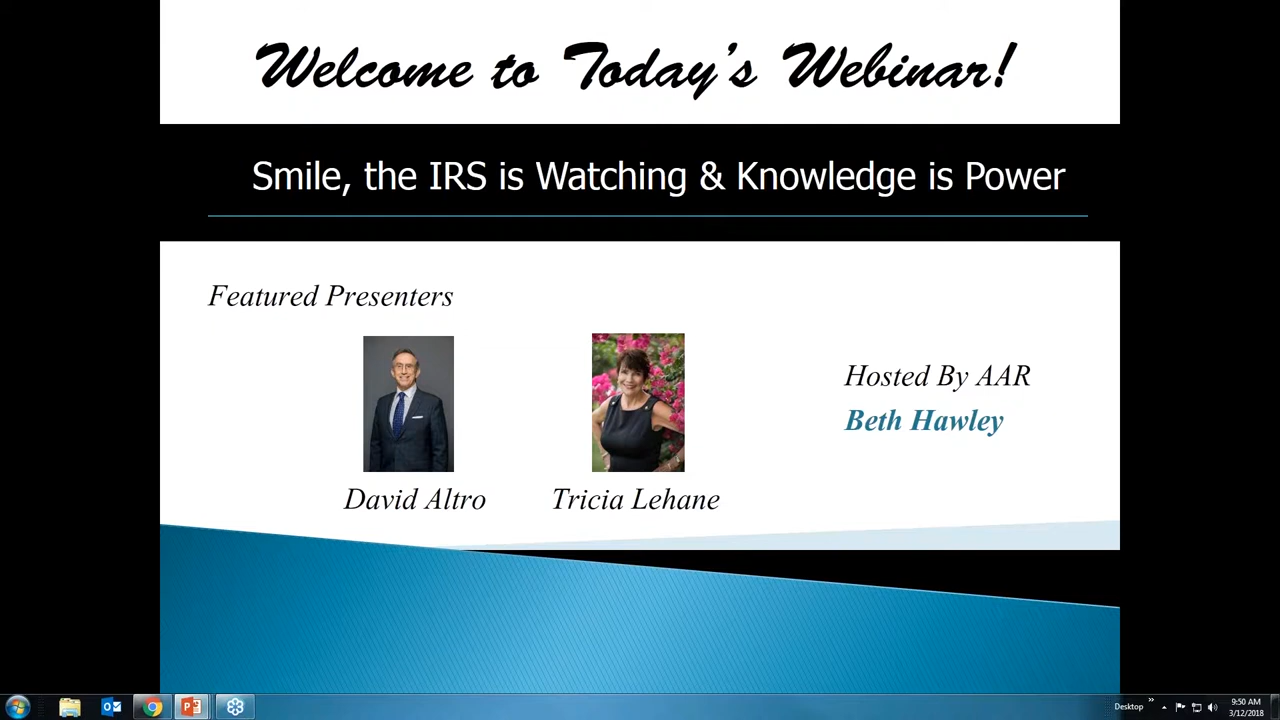 Welcome to Today's Webinar!
Smile, the IRS is Watching & Knowledge is Power
Featured Presenters
Hosted By AAR
Beth Hawley
David Altro
Tricia Lehane
Desktop
9:50 AM
3/12/2018